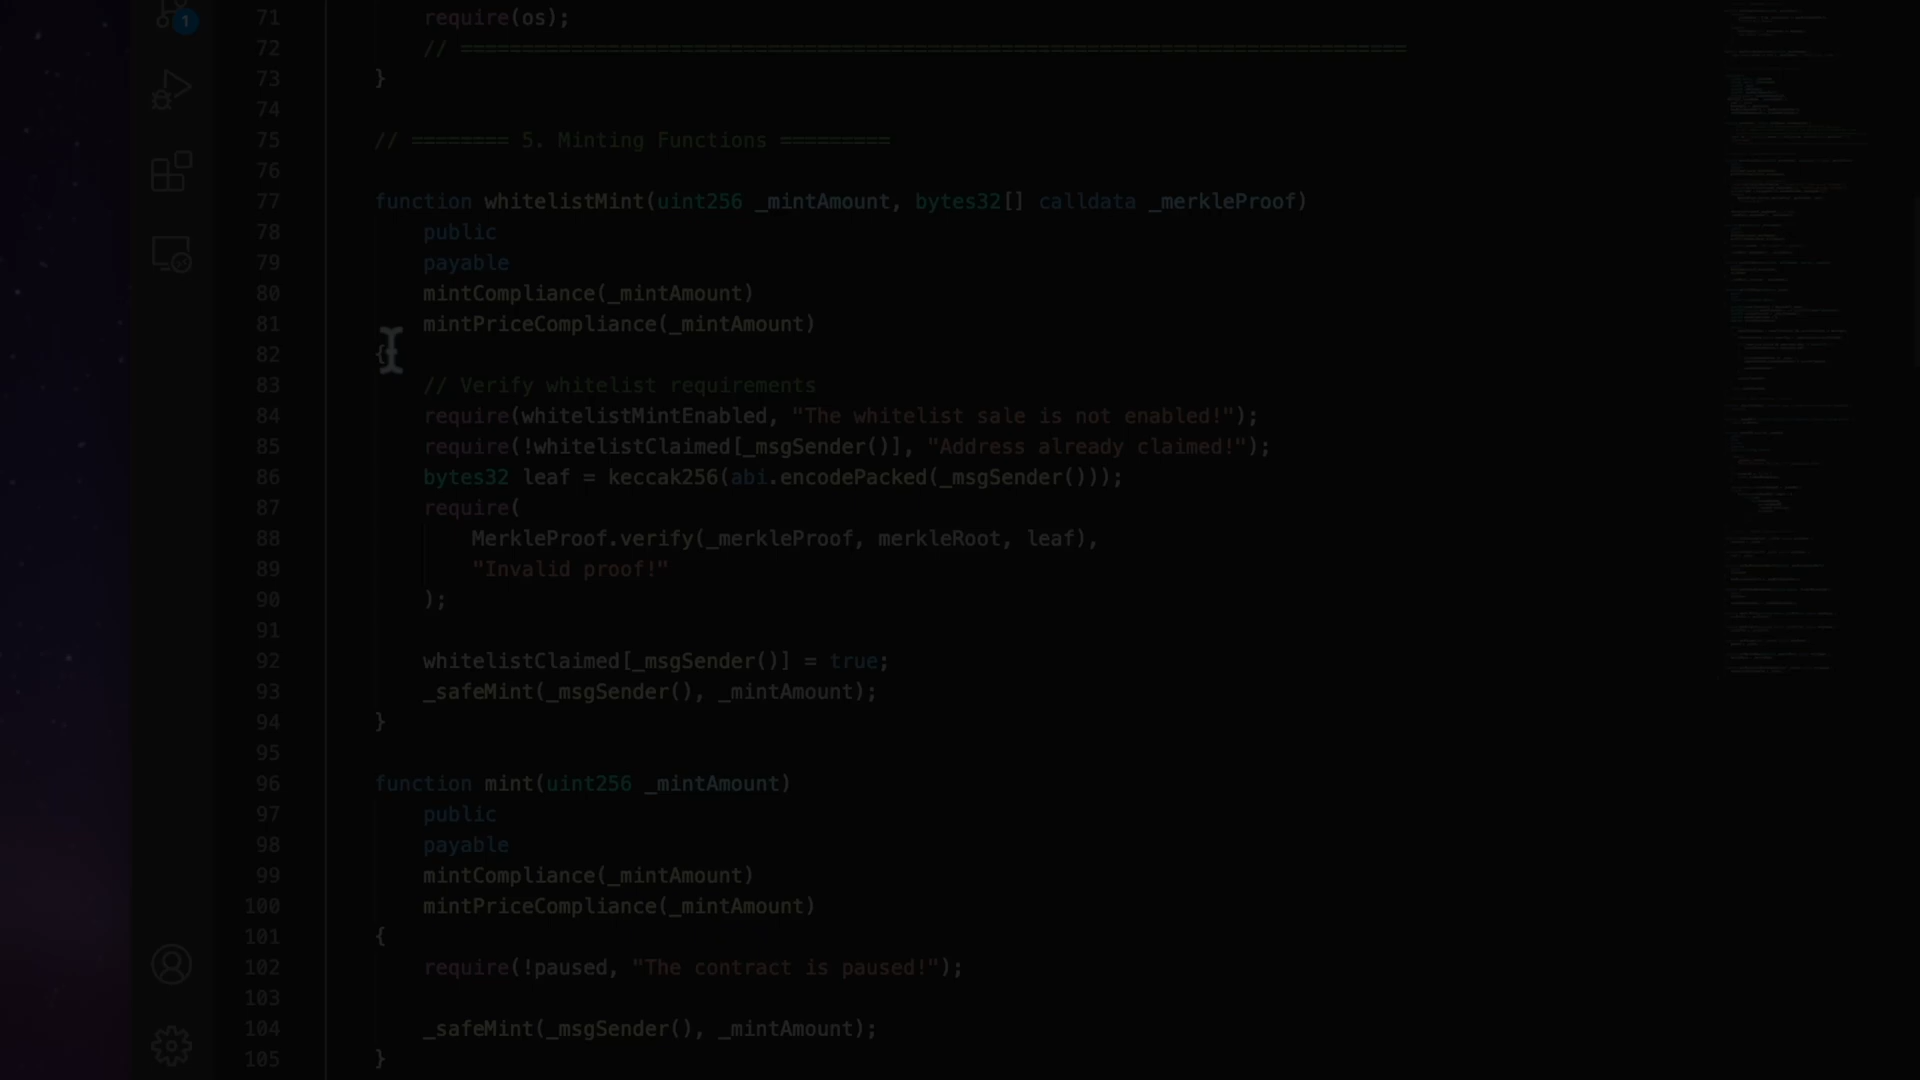 1
71 require(os);
72 // =============================================================================
73 }
74
75 // ======== 5. Minting Functions =========
76
77 function whitelistMint(uint256 _mintAmount, bytes32[] calldata _merkleProof)
78 public
79 payable
80 mintCompliance(_mintAmount)
81 mintPriceCompliance(_mintAmount)
82 {
83 // Verify whitelist requirements
84 require(whitelistMintEnabled, "The whitelist sale is not enabled!");
85 require(!whitelistClaimed[_msgSender()], "Address already claimed!");
86 bytes32 leaf = keccak256(abi.encodePacked(_msgSender()));
87 require(
88 MerkleProof.verify(_merkleProof, merkleRoot, leaf),
89 "Invalid proof!"
90 );
91
92 whitelistClaimed[_msgSender()] = true;
93 _safeMint(_msgSender(), _mintAmount);
94 }
95
96 function mint(uint256 _mintAmount)
97 public
98 payable
99 mintCompliance(_mintAmount)
100 mintPriceCompliance(_mintAmount)
101 {
102 require(!paused, "The contract is paused!");
103
104 _safeMint(_msgSender(), _mintAmount);
105 }